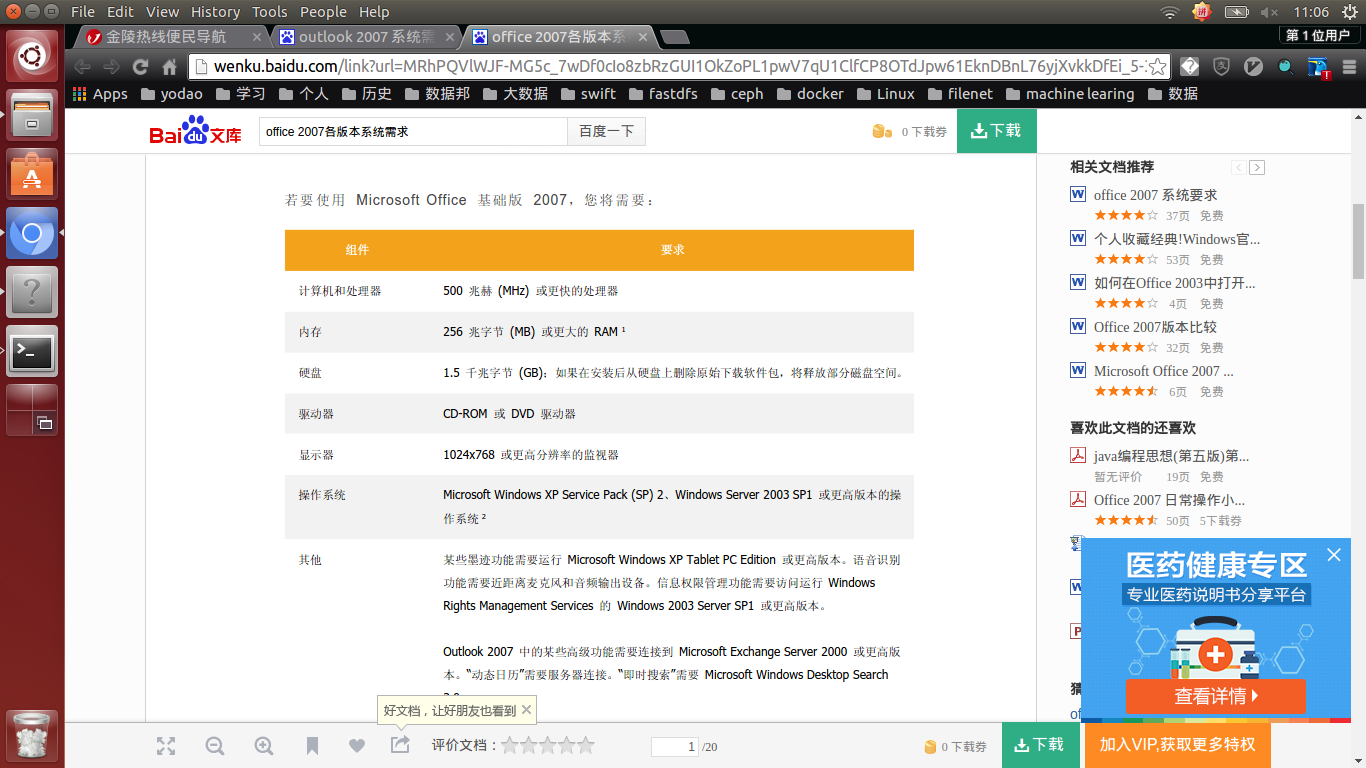 File Edit View History Tools People Help
11:06
金陵热线便民导航
outlook 2007 系统需
office 2007各版本系
第 1 位用户
wenku.baidu.com/link?url=MRhPQVlWJF-MG5c_7wDf0cIo8zbRzGUI1OkZoPL1pwV7qU1ClfCP8OTdJpw61EknDBnL76yjXvkkDfEi_5-
Apps yodao 学习 个人 历史 数据邦 大数据 swift fastdfs ceph docker Linux filenet machine learing 数据
Bai du 文库
office 2007各版本系统需求
百度一下
0 下载券
下载
若要使用 Microsoft Office 基础版 2007，您将需要：
组件 要求
计算机和处理器 500 兆赫 (MHz) 或更快的处理器
内存 256 兆字节 (MB) 或更大的 RAM ¹
硬盘 1.5 千兆字节 (GB)；如果在安装后从硬盘上删除原始下载软件包，将释放部分磁盘空间。
驱动器 CD-ROM 或 DVD 驱动器
显示器 1024x768 或更高分辨率的监视器
操作系统 Microsoft Windows XP Service Pack (SP) 2、Windows Server 2003 SP1 或更高版本的操
作系统 ²
其他 某些墨迹功能需要运行 Microsoft Windows XP Tablet PC Edition 或更高版本。语音识别
功能需要近距离麦克风和音频输出设备。信息权限管理功能需要访问运行 Windows
Rights Management Services 的 Windows 2003 Server SP1 或更高版本。
Outlook 2007 中的某些高级功能需要连接到 Microsoft Exchange Server 2000 或更高版
本。“动态日历”需要服务器连接。“即时搜索”需要 Microsoft Windows Desktop Search
相关文档推荐
office 2007 系统要求
37页 免费
个人收藏经典!Windows官...
53页 免费
如何在Office 2003中打开...
4页 免费
Office 2007版本比较
32页 免费
Microsoft Office 2007 ...
6页 免费
喜欢此文档的还喜欢
java编程思想(第五版)第...
暂无评价 19页 免费
Office 2007 日常操作小...
50页 5下载券
医药健康专区
专业医药说明书分享平台
查看详情
好文档，让好朋友也看到
评价文档：
1 /20
0 下载券
下载
加入VIP,获取更多特权